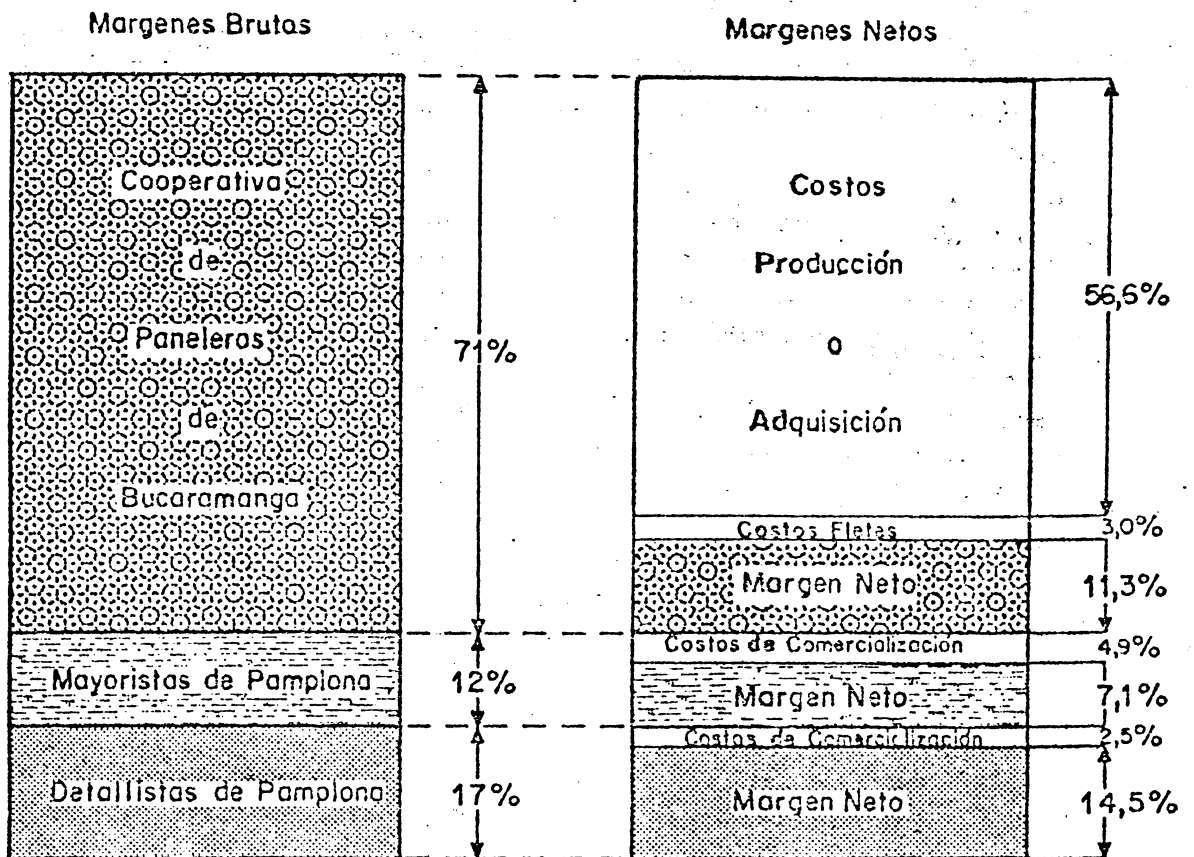 Margenes Brutos
Margenes Netos
Cooperativa
de
Paneleros
de
Bucaramanga
71%
Mayoristas de Pamplona
12%
Detallistas de Pamplona
17%
Costos
Producción
o
Adquisición
56,6%
Costos Fletes
3,0%
Margen Neto
11,3%
Costos de Comercialización
4,9%
Margen Neto
7,1%
Costos de Comercialización
2,5%
Margen Neto
14,5%